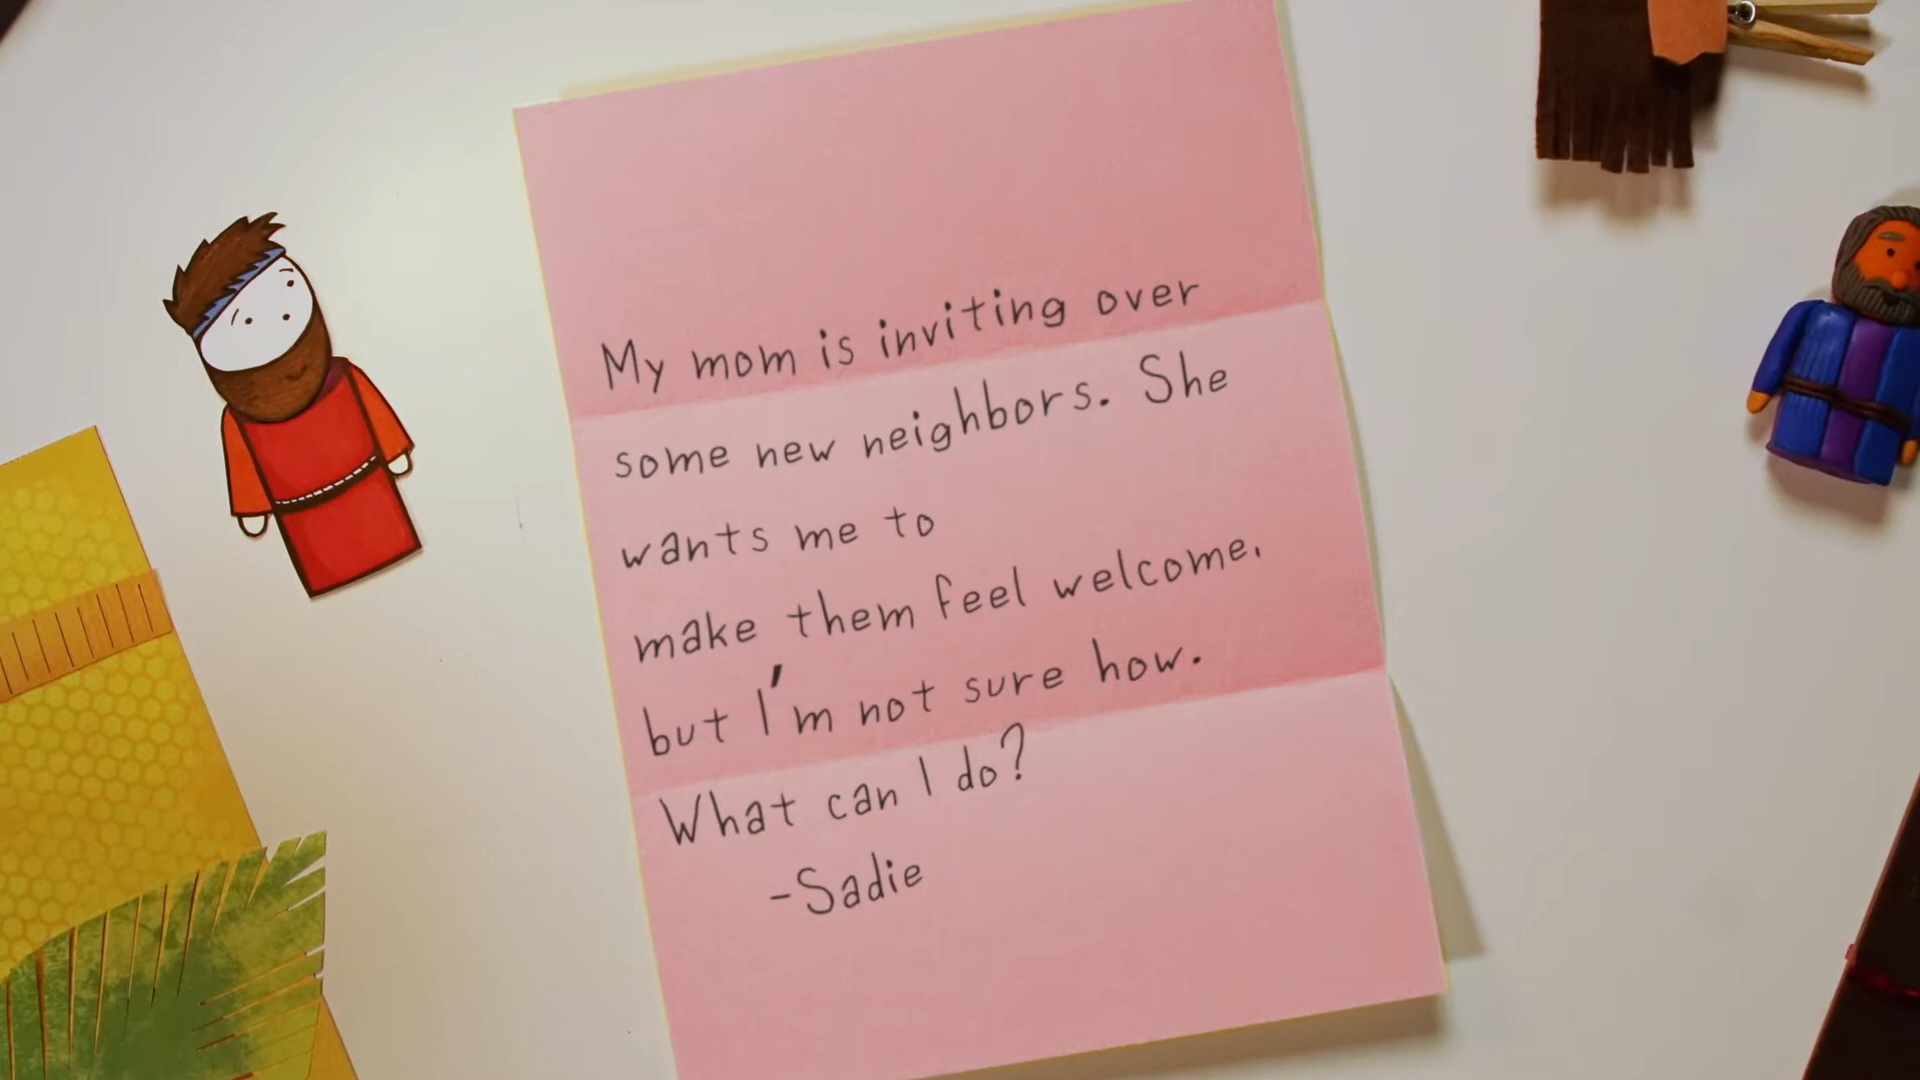 My mom is inviting over
some new neighbors. She
wants me to
make them feel welcome.
but I'm not sure how.
What can I do?
-Sadie